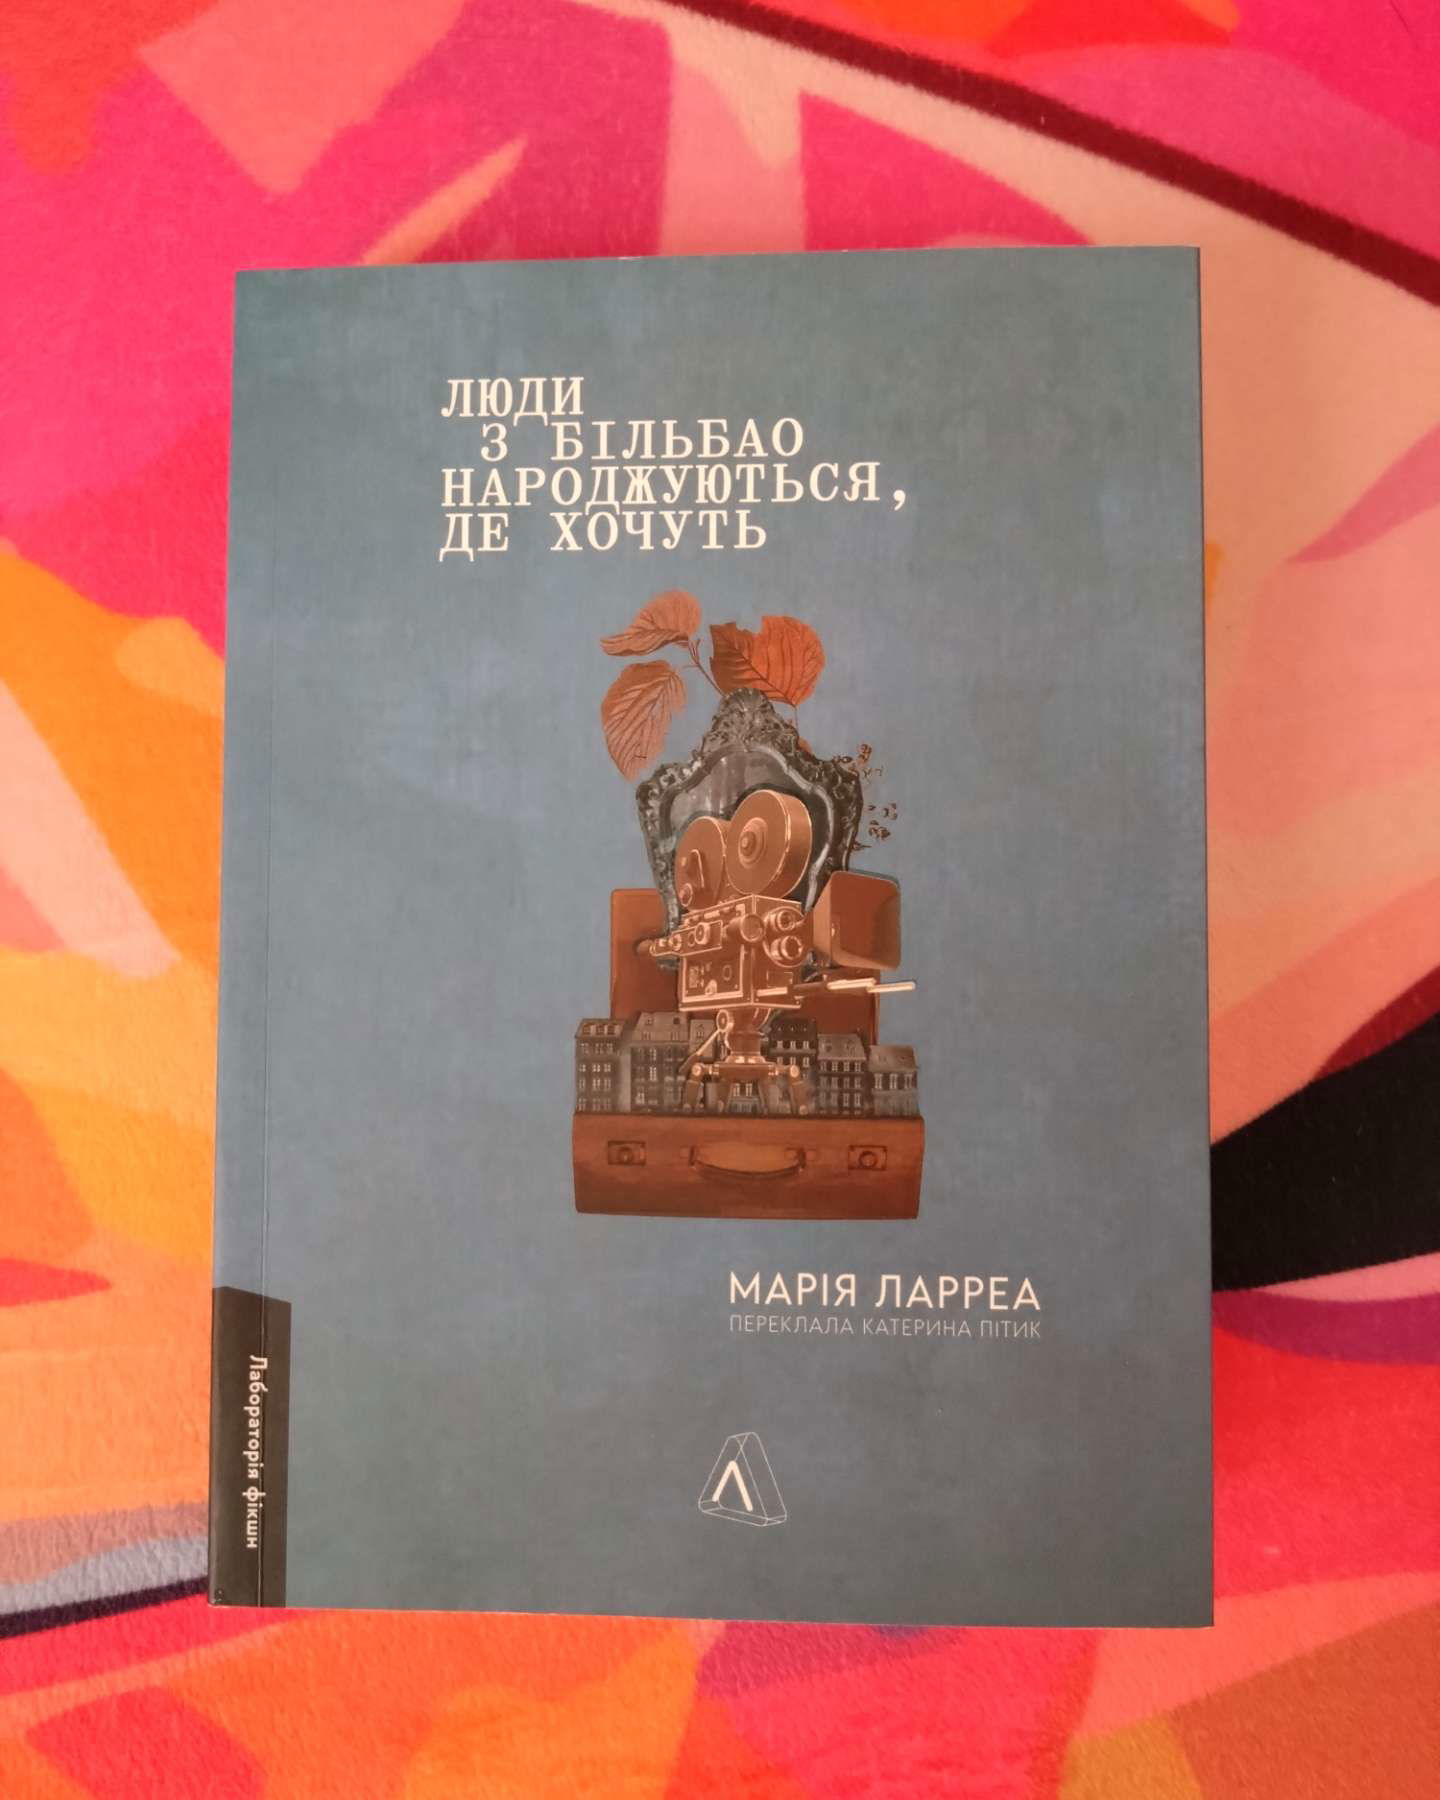 ЛЮДИ
З БІЛЬБАО
НАРОДЖУЮТЬСЯ,
ДЕ ХОЧУТЬ
МАРІЯ ЛАРРЕА
ПЕРЕКЛАЛА КАТЕРИНА ПІТИК
Лабораторія фікшн
Λ